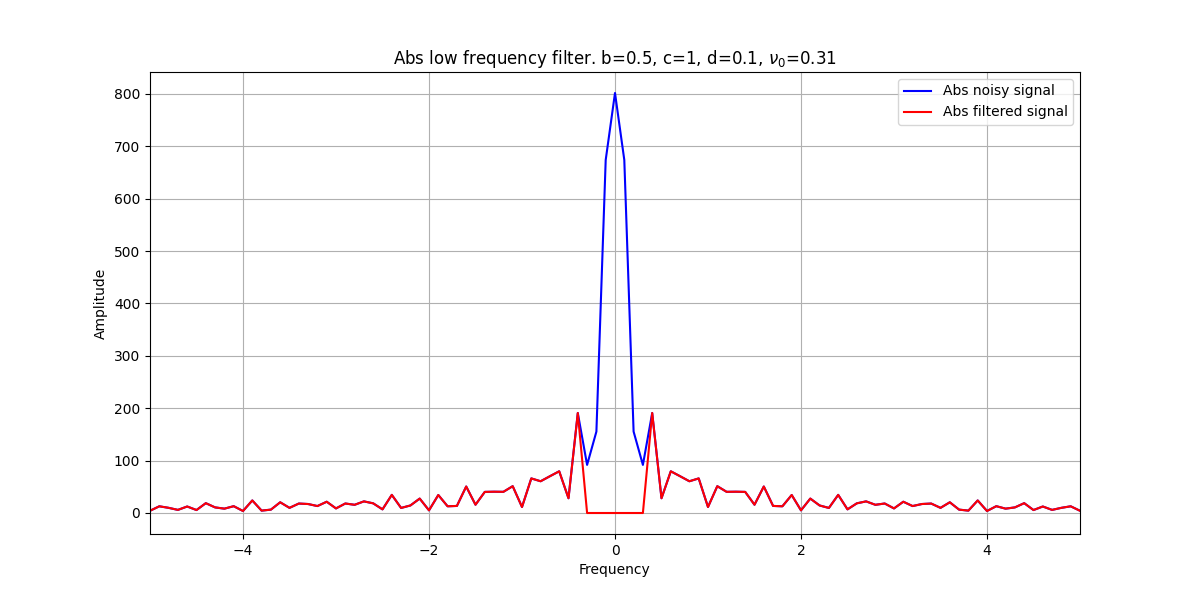 Abs low frequency filter. b=0.5, c=1, d=0.1, ν₀=0.31
Abs noisy signal
Abs filtered signal
800
700
600
500
400
300
200
100
0
Amplitude
−4
−2
0
2
4
Frequency